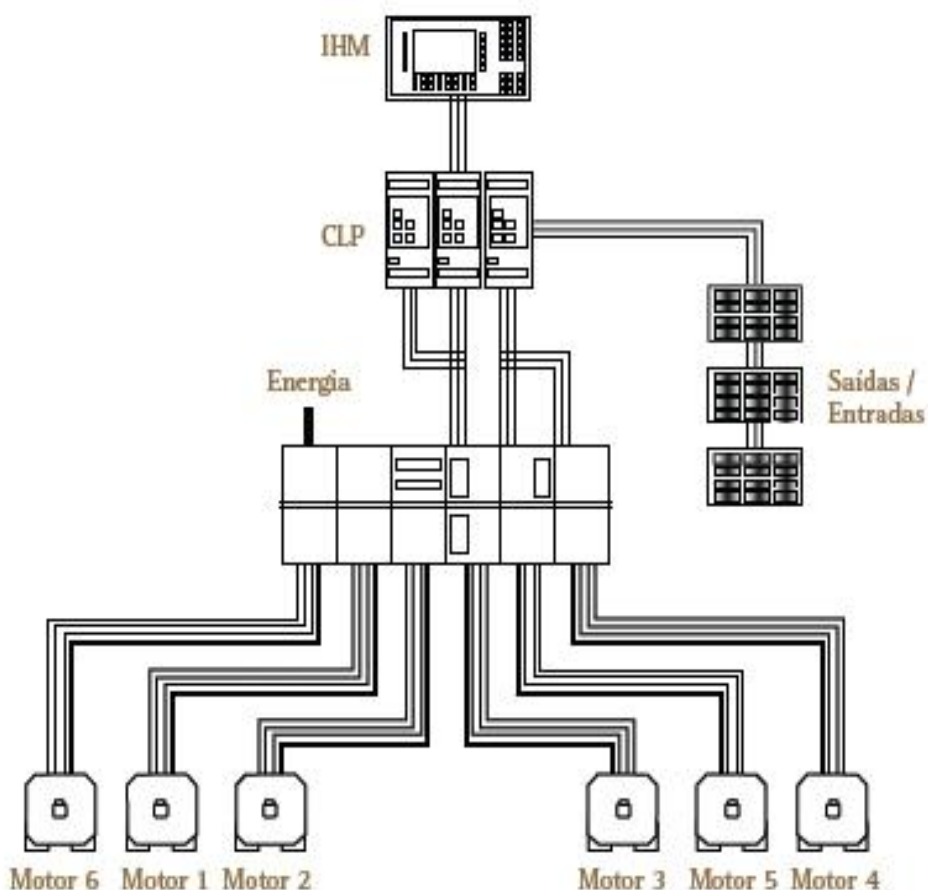 IHM
CLP
Energia
Saídas /
Entradas
Motor 6
Motor 1
Motor 2
Motor 3
Motor 5
Motor 4